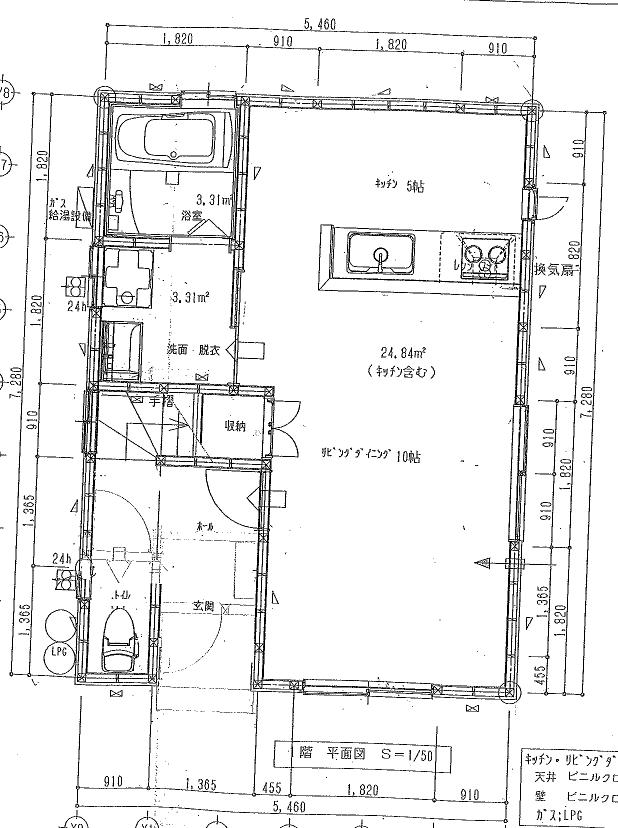 5,460
1,820 910 1,820 910
Y8
1,820
910
3.31m²
浴室
キッチン 5帖
ガス
給湯設備
820
換気扇
24h
3.31m²
洗面 脱衣
24.84m²
(キッチン含む)
1,820
7,280
7,280
手摺
収納
910
リビングダイニング 10帖
910
1,820
910
1,365
ホール
24h
トイレ
玄関
1,365
1,365
1,820
LPG
455
1階 平面図 S=1/50
キッチン・リビングダ
天井 ビニルクロ
壁 ビニルクロ
ガス;LPG
910 1,365 455 1,820 910
5,460